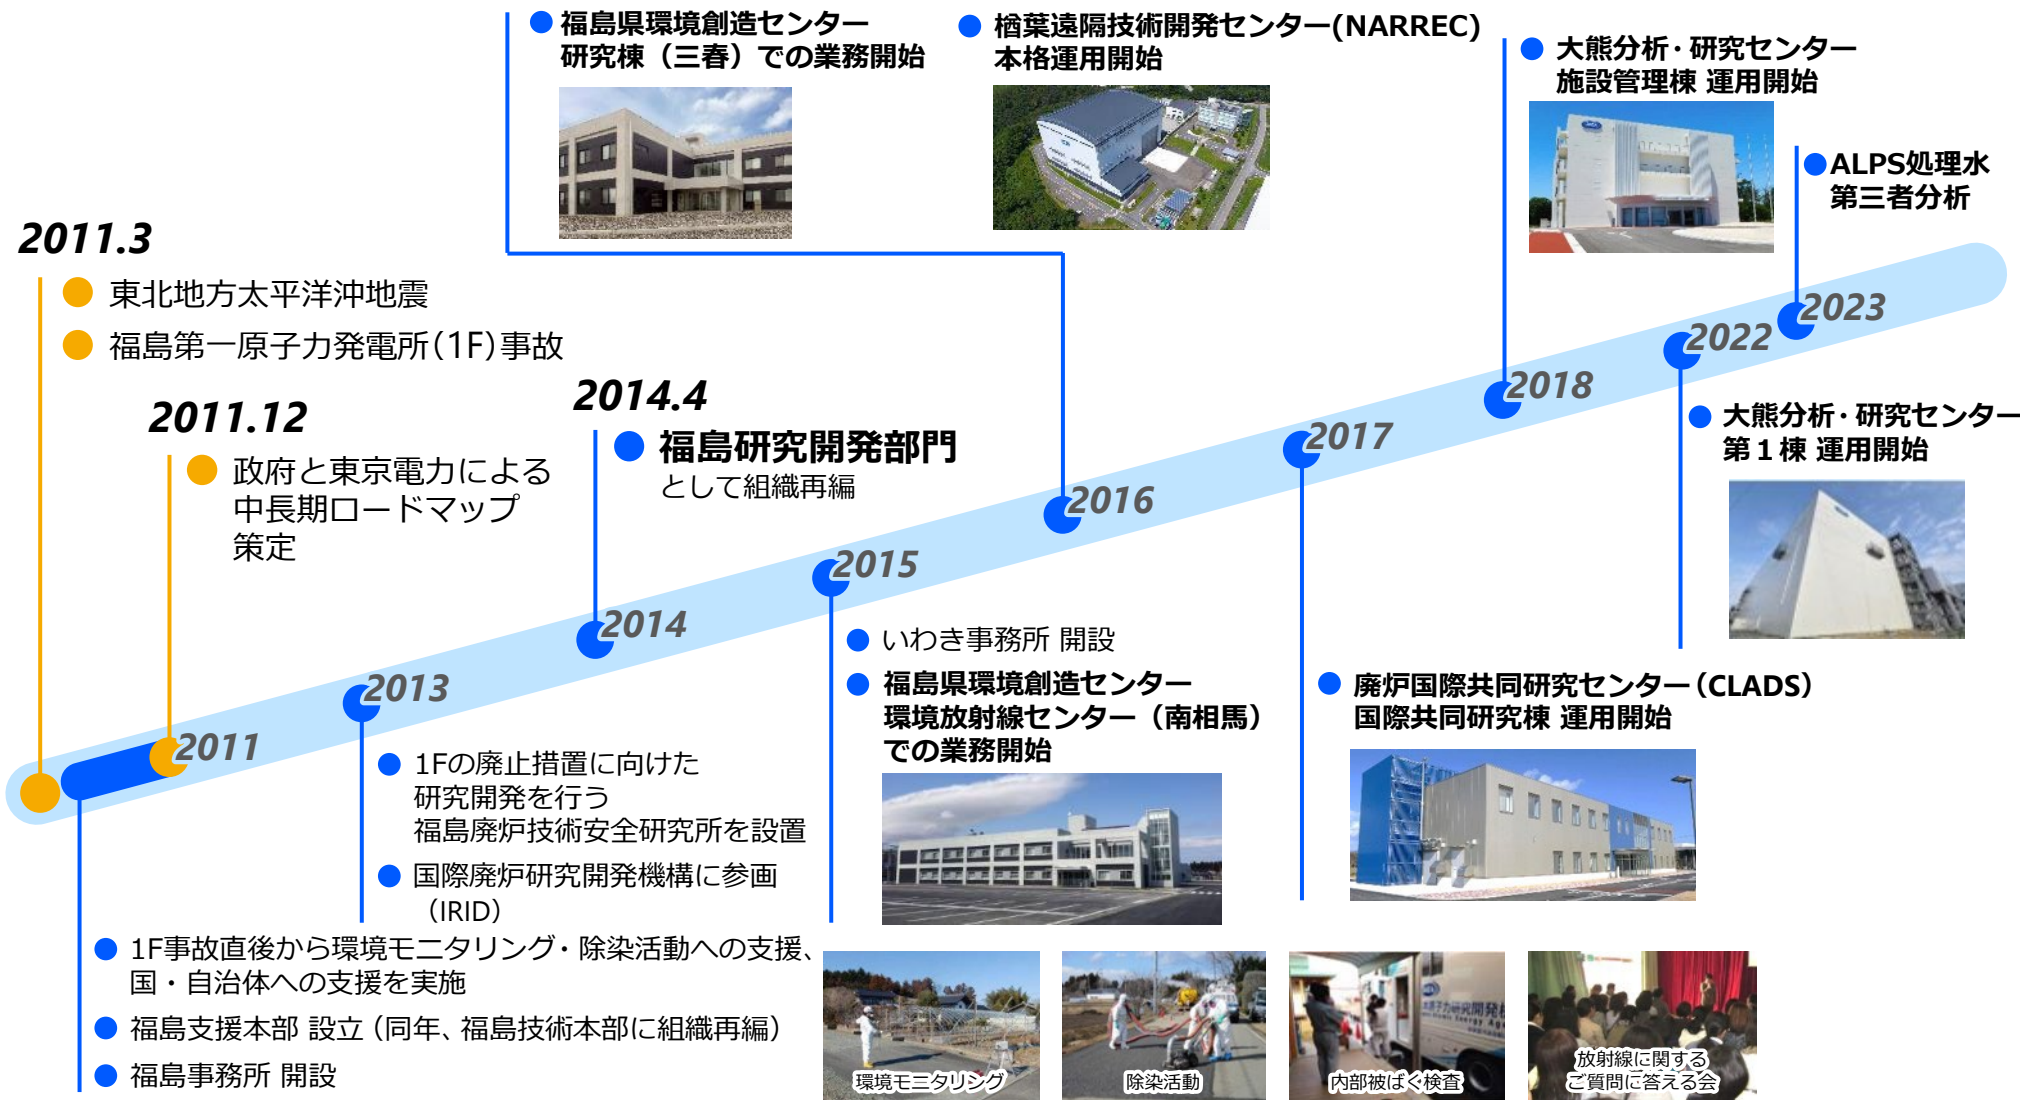 2011.3
東北地方太平洋沖地震
福島第一原子力発電所(1F)事故
2011.12
政府と東京電力による
中長期ロードマップ
策定
2014.4
福島研究開発部門
として組織再編
福島県環境創造センター
研究棟（三春）での業務開始
楢葉遠隔技術開発センター(NARREC)
本格運用開始
大熊分析・研究センター
施設管理棟 運用開始
ALPS処理水
第三者分析
2011
2013
2014
2015
2016
2017
2018
2022
2023
大熊分析・研究センター
第１棟 運用開始
廃炉国際共同研究センター（CLADS）
国際共同研究棟 運用開始
いわき事務所 開設
福島県環境創造センター
環境放射線センター（南相馬）
での業務開始
1Fの廃止措置に向けた
研究開発を行う
福島廃炉技術安全研究所を設置
国際廃炉研究開発機構に参画
（IRID）
1F事故直後から環境モニタリング・除染活動への支援、
国・自治体への支援を実施
福島支援本部 設立（同年、福島技術本部に組織再編）
福島事務所 開設
環境モニタリング
除染活動
内部被ばく検査
放射線に関する
ご質問に答える会